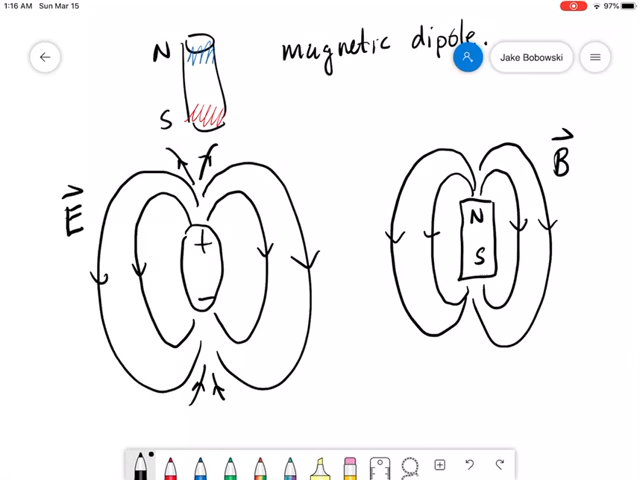 1:16 AM Sun Mar 15
97%
N
magnetic dipole.
Jake Bobowski
S
E
B
+
N
S
-